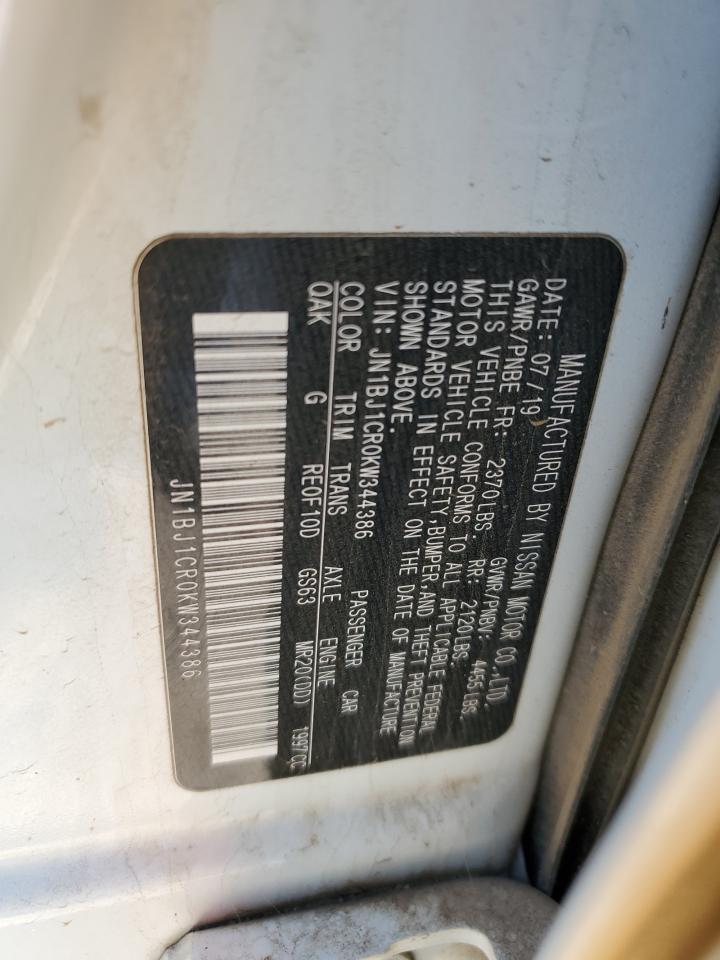 MANUFACTURED BY NISSAN MOTOR CO.,LTD.
DATE: 07/19 GVWR/PNBV: 4455LBS.
GAWR/PNBE FR: 2370LBS. RR: 2120LBS.
THIS VEHICLE CONFORMS TO ALL APPLICABLE FEDERAL
MOTOR VEHICLE SAFETY,BUMPER,AND THEFT PREVENTION
STANDARDS IN EFFECT ON THE DATE OF MANUFACTURE
SHOWN ABOVE.
VIN: JN1BJ1CR0KW344386 PASSENGER CAR
COLOR TRIM TRANS AXLE ENGINE
QAK G RE0F10D GS63 MR20(DD) 1997CC
JN1BJ1CR0KW344386